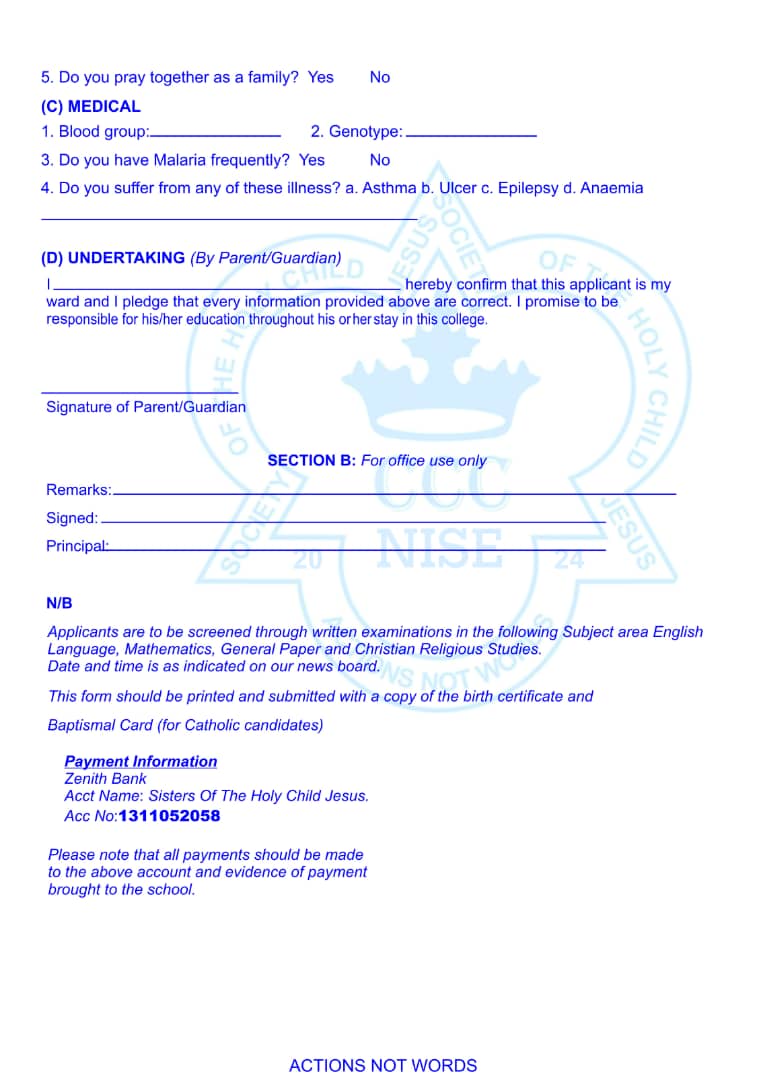 5. Do you pray together as a family? Yes No
(C) MEDICAL
1. Blood group: 2. Genotype:
3. Do you have Malaria frequently? Yes No
4. Do you suffer from any of these illness? a. Asthma b. Ulcer c. Epilepsy d. Anaemia
(D) UNDERTAKING (By Parent/Guardian)
I hereby confirm that this applicant is my
ward and I pledge that every information provided above are correct. I promise to be
responsible for his/her education throughout his or her stay in this college.
Signature of Parent/Guardian
SECTION B: For office use only
Remarks:
Signed:
Principal:
N/B
Applicants are to be screened through written examinations in the following Subject area English
Language, Mathematics, General Paper and Christian Religious Studies.
Date and time is as indicated on our news board.
This form should be printed and submitted with a copy of the birth certificate and
Baptismal Card (for Catholic candidates)
Payment Information
Zenith Bank
Acct Name: Sisters Of The Holy Child Jesus.
Acc No:1311052058
Please note that all payments should be made
to the above account and evidence of payment
brought to the school.
ACTIONS NOT WORDS
SOCIETY OF THE HOLY CHILD JESUS
SOCIETY OF THE HOLY CHILD JESUS
CCC
NISE
20 24
ACTIONS NOT WORDS